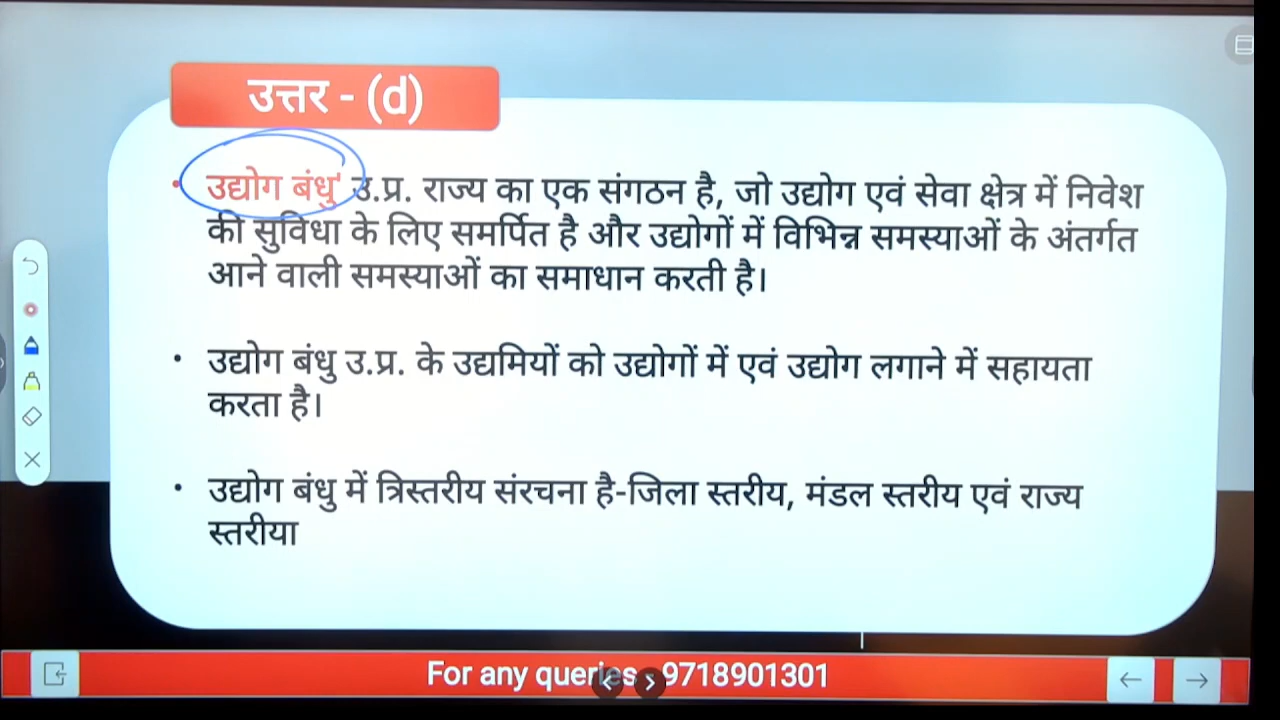 उत्तर - (d)
• उद्योग बंधु' उ.प्र. राज्य का एक संगठन है, जो उद्योग एवं सेवा क्षेत्र में निवेश
की सुविधा के लिए समर्पित है और उद्योगों में विभिन्न समस्याओं के अंतर्गत
आने वाली समस्याओं का समाधान करती है।
• उद्योग बंधु उ.प्र. के उद्यमियों को उद्योगों में एवं उद्योग लगाने में सहायता
करता है।
• उद्योग बंधु में त्रिस्तरीय संरचना है-जिला स्तरीय, मंडल स्तरीय एवं राज्य
स्तरीया
For any queries - 9718901301